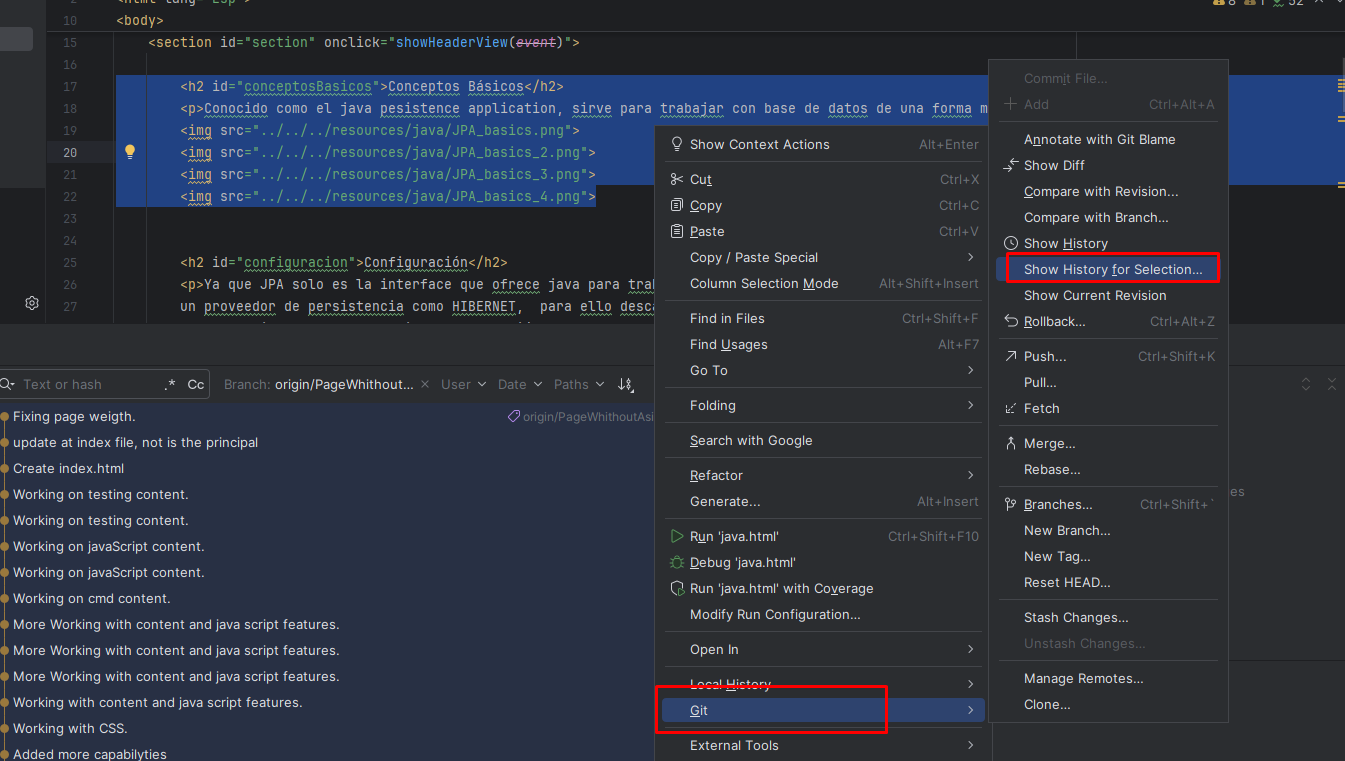 10 <body>
15 <section id="section" onclick="showHeaderView(event)">
16
17 <h2 id="conceptosBasicos">Conceptos Básicos</h2>
18 <p>Conocido como el java pesistence application, sirve para trabajar con base de datos de una forma m
19 <img src="../../../resources/java/JPA_basics.png">
20 <img src="../../../resources/java/JPA_basics_2.png">
21 <img src="../../../resources/java/JPA_basics_3.png">
22 <img src="../../../resources/java/JPA_basics_4.png">
23
24
25 <h2 id="configuracion">Configuración</h2>
26 <p>Ya que JPA solo es la interface que ofrece java para trab
27 un proveedor de persistencia como HIBERNET, para ello desca
Text or hash .* Cc Branch: origin/PageWhithout... × User Date Paths
Fixing page weigth. origin/PageWhithoutAsi
update at index file, not is the principal
Create index.html
Working on testing content.
Working on testing content.
Working on javaScript content.
Working on javaScript content.
Working on cmd content.
More Working with content and java script features.
More Working with content and java script features.
More Working with content and java script features.
Working with content and java script features.
Working with CSS.
Added more capabilyties
Show Context Actions Alt+Enter
Cut Ctrl+X
Copy Ctrl+C
Paste Ctrl+V
Copy / Paste Special
Column Selection Mode Alt+Shift+Insert
Find in Files Ctrl+Shift+F
Find Usages Alt+F7
Go To
Folding
Search with Google
Refactor
Generate... Alt+Insert
Run 'java.html' Ctrl+Shift+F10
Debug 'java.html'
Run 'java.html' with Coverage
Modify Run Configuration...
Open In
Local History
Git
External Tools
Commit File...
Add Ctrl+Alt+A
Annotate with Git Blame
Show Diff
Compare with Revision...
Compare with Branch...
Show History
Show History for Selection...
Show Current Revision
Rollback... Ctrl+Alt+Z
Push... Ctrl+Shift+K
Pull...
Fetch
Merge...
Rebase...
Branches... Ctrl+Shift+`
New Branch...
New Tag...
Reset HEAD...
Stash Changes...
Unstash Changes...
Manage Remotes...
Clone...
es